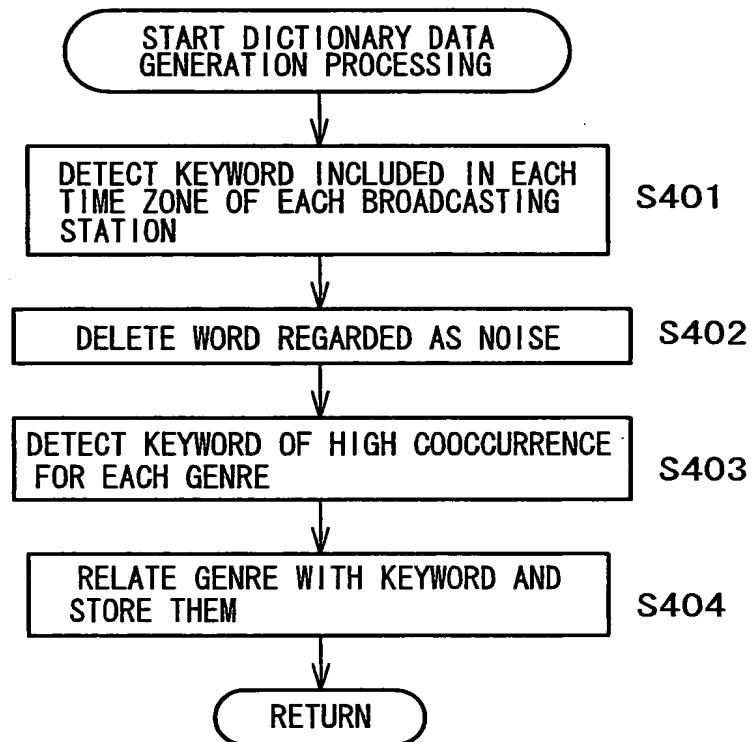 START DICTIONARY DATA
GENERATION PROCESSING
DETECT KEYWORD INCLUDED IN EACH
TIME ZONE OF EACH BROADCASTING
STATION
S401
DELETE WORD REGARDED AS NOISE
S402
DETECT KEYWORD OF HIGH COOCCURRENCE
FOR EACH GENRE
S403
RELATE GENRE WITH KEYWORD AND
STORE THEM
S404
RETURN